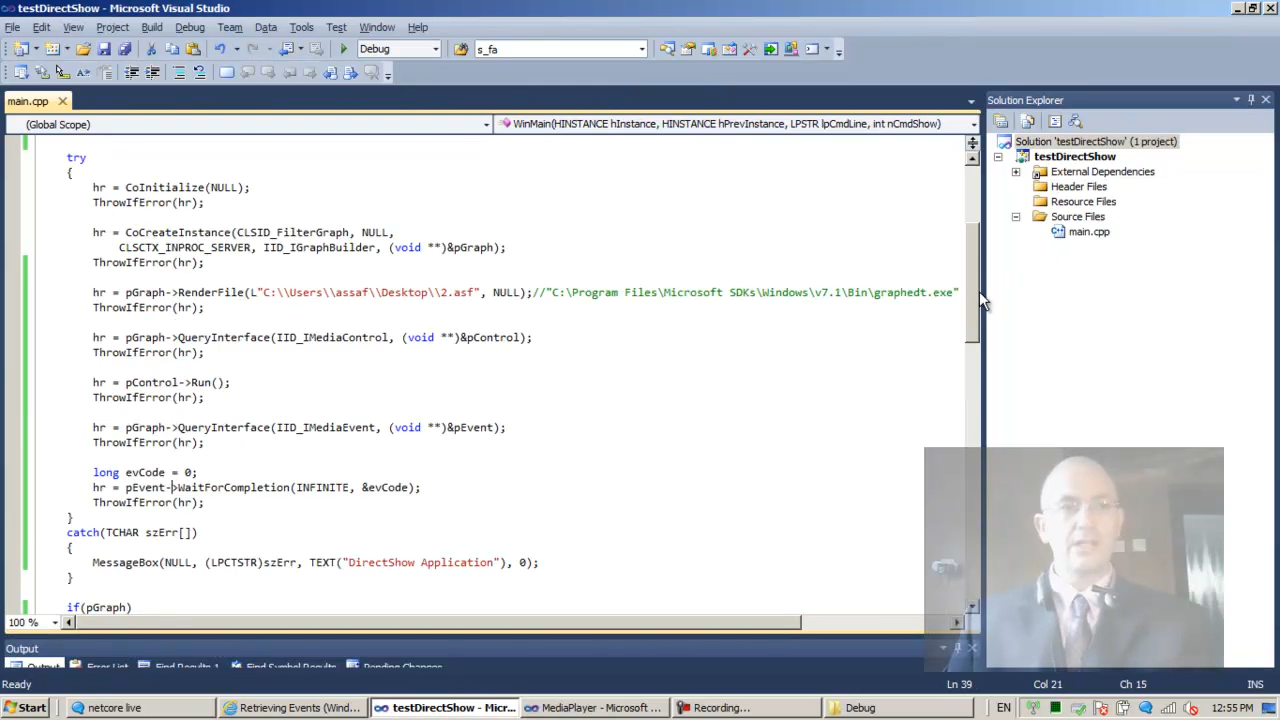 testDirectShow - Microsoft Visual Studio
File Edit View Project Build Debug Team Data Tools Test Window Help
Debug s_fa
main.cpp
Solution Explorer
(Global Scope) WinMain(HINSTANCE hInstance, HINSTANCE hPrevInstance, LPSTR lpCmdLine, int nCmdShow)
Solution 'testDirectShow' (1 project)
testDirectShow
External Dependencies
Header Files
Resource Files
Source Files
main.cpp
try
{
hr = CoInitialize(NULL);
ThrowIfError(hr);
hr = CoCreateInstance(CLSID_FilterGraph, NULL,
CLSCTX_INPROC_SERVER, IID_IGraphBuilder, (void **)&pGraph);
ThrowIfError(hr);
hr = pGraph->RenderFile(L"C:\\Users\\assaf\\Desktop\\2.asf", NULL);//"C:\Program Files\Microsoft SDKs\Windows\v7.1\Bin\graphedt.exe"
ThrowIfError(hr);
hr = pGraph->QueryInterface(IID_IMediaControl, (void **)&pControl);
ThrowIfError(hr);
hr = pControl->Run();
ThrowIfError(hr);
hr = pGraph->QueryInterface(IID_IMediaEvent, (void **)&pEvent);
ThrowIfError(hr);
long evCode = 0;
hr = pEvent->WaitForCompletion(INFINITE, &evCode);
ThrowIfError(hr);
}
catch(TCHAR szErr[])
{
MessageBox(NULL, (LPCTSTR)szErr, TEXT("DirectShow Application"), 0);
}
if(pGraph)
100 %
Output
Output Error List Find Results 1 Find Symbol Results Pending Changes
Ready Ln 39 Col 21 Ch 15 INS
Start netcore live Retrieving Events (Wind... testDirectShow - Micr... MediaPlayer - Microsoft ... Recording... Debug EN 12:55 PM